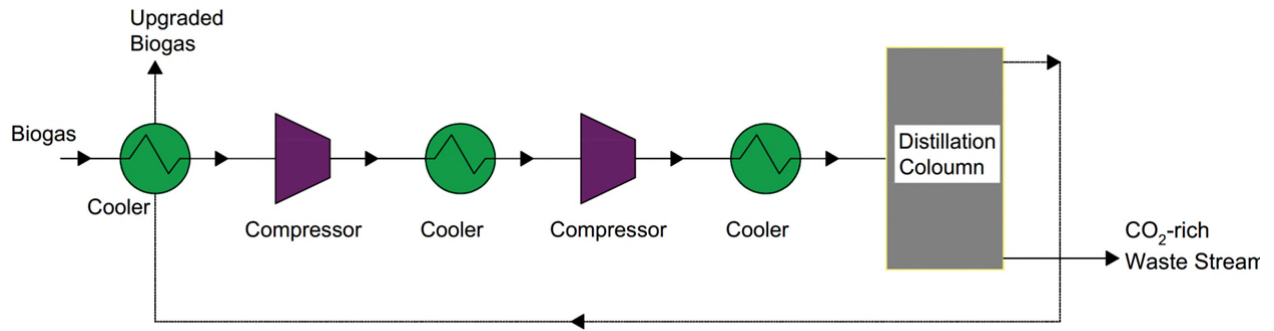 Upgraded
Biogas
Biogas
Cooler
Compressor
Cooler
Compressor
Cooler
Distillation
Coloumn
CO₂-rich
Waste Stream